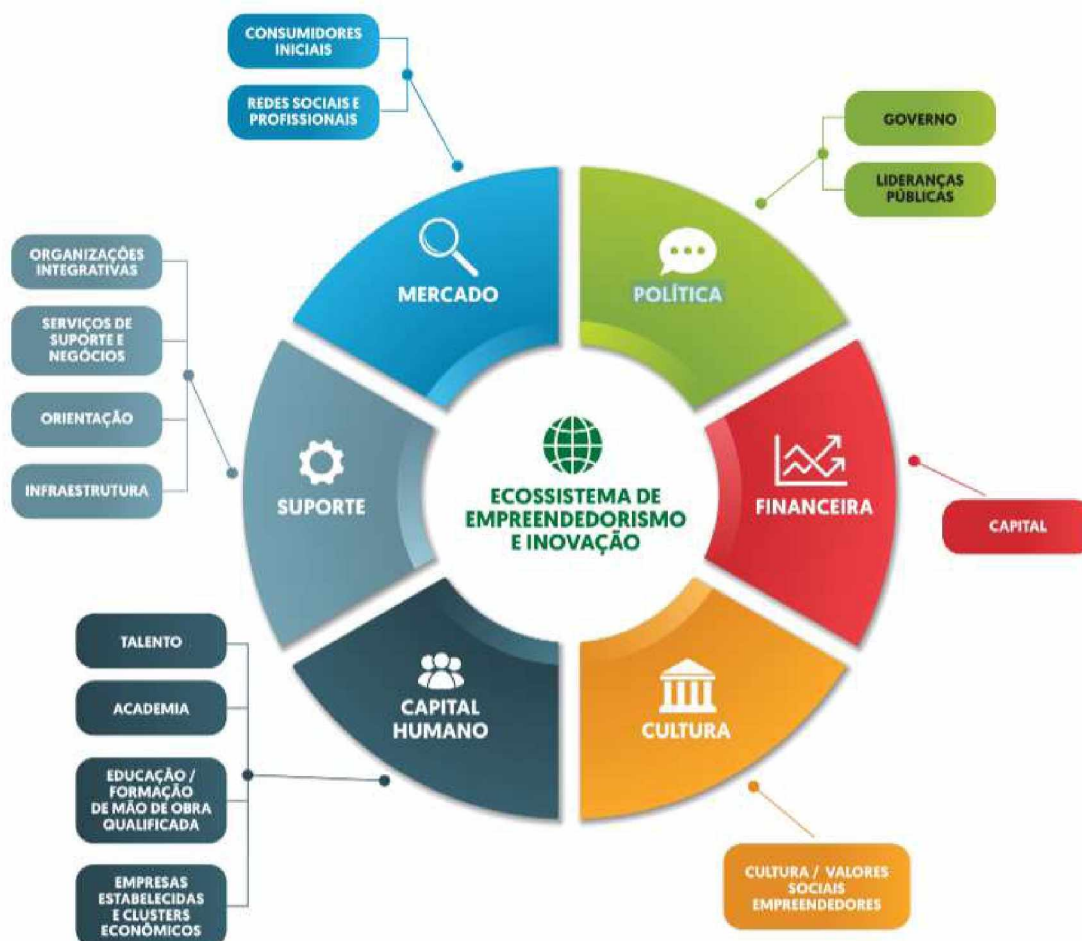 CONSUMIDORES
INICIAIS
REDES SOCIAIS E
PROFISSIONAIS
GOVERNO
LIDERANÇAS
PÚBLICAS
MERCADO
POLÍTICA
ORGANIZAÇÕES
INTEGRATIVAS
SERVIÇOS DE
SUPORTE E
NEGÓCIOS
ORIENTAÇÃO
INFRAESTRUTURA
SUPORTE
ECOSSISTEMA DE
EMPREENDEDORISMO
E INOVAÇÃO
FINANCEIRA
CAPITAL
TALENTO
ACADEMIA
EDUCAÇÃO /
FORMAÇÃO
DE MÃO DE OBRA
QUALIFICADA
EMPRESAS
ESTABELECIDAS
E CLUSTERS
ECONÔMICOS
CAPITAL
HUMANO
CULTURA
CULTURA / VALORES
SOCIAIS
EMPREENDEDORES